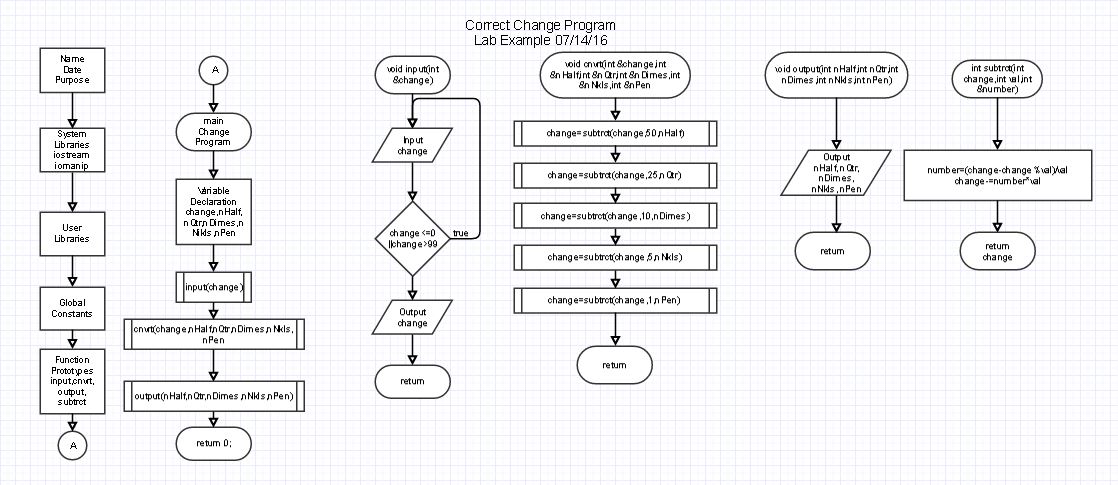 Correct Change Program
Lab Example 07/14/16
Name
Date
Purpose
System
Libraries
iostream
iomanip
User
Libraries
Global
Constants
Function
Prototypes
input,cnvrt,
output,
subtrct
A
A
main
Change
Program
Variable
Declaration
change,nHalf,
nQtr,nDimes,n
Nikls,nPen
input(change)
cnvrt(change,nHalf,nQtr,nDimes,nNkls,
nPen
output(nHalf,nQtr,nDimes,nNkls,nPen)
return 0;
void input(int
&change)
Input
change
change <=0
||change>99
true
Output
change
return
void cnvrt(int &change,int
&nHalf,int &nQtr,int &nDimes,int
&nNkls,int &nPen
change=subtrct(change,50,nHalf)
change=subtrct(change,25,nQtr)
change=subtrct(change,10,nDimes)
change=subtrct(change,5,nNkls)
change=subtrct(change,1,nPen)
return
void output(int nHalf,int nQtr,int
nDimes,int nNkls,int nPen)
Output
nHalf,nQtr,
nDimes,
nNkls,nPen
return
int subtrct(int
change,int val,int
&number)
number=(change-change%val)/val
change-=number*val
return
change